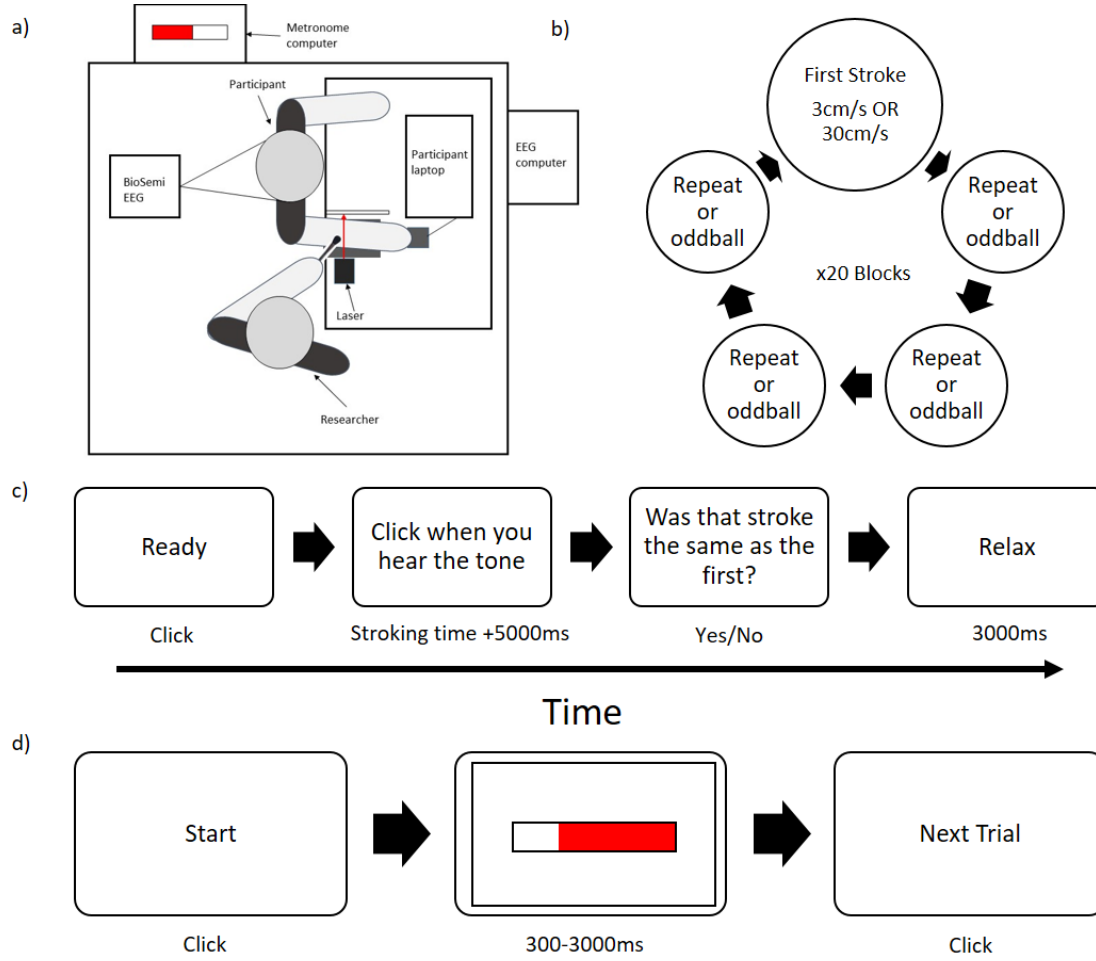 a)
Metronome
computer
Participant
BioSemi
EEG
Participant
laptop
EEG
computer
Laser
Researcher
b)
First Stroke
3cm/s OR
30cm/s
Repeat
or
oddball
Repeat
or
oddball
x20 Blocks
Repeat
or
oddball
Repeat
or
oddball
c)
Ready
Click when you
hear the tone
Was that stroke
the same as the
first?
Relax
Click
Stroking time +5000ms
Yes/No
3000ms
Time
d)
Start
Next Trial
Click
300-3000ms
Click